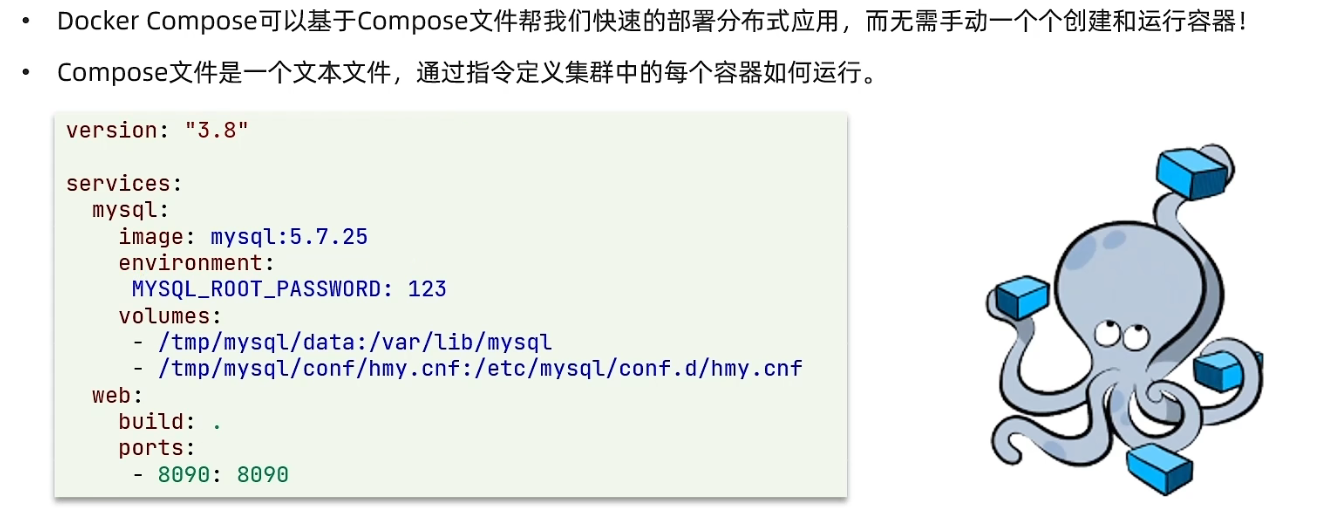 • Docker Compose可以基于Compose文件帮我们快速的部署分布式应用，而无需手动一个个创建和运行容器！
• Compose文件是一个文本文件，通过指令定义集群中的每个容器如何运行。
version: "3.8"
services:
  mysql:
    image: mysql:5.7.25
    environment:
     MYSQL_ROOT_PASSWORD: 123
    volumes:
     - /tmp/mysql/data:/var/lib/mysql
     - /tmp/mysql/conf/hmy.cnf:/etc/mysql/conf.d/hmy.cnf
  web:
    build: .
    ports:
     - 8090: 8090